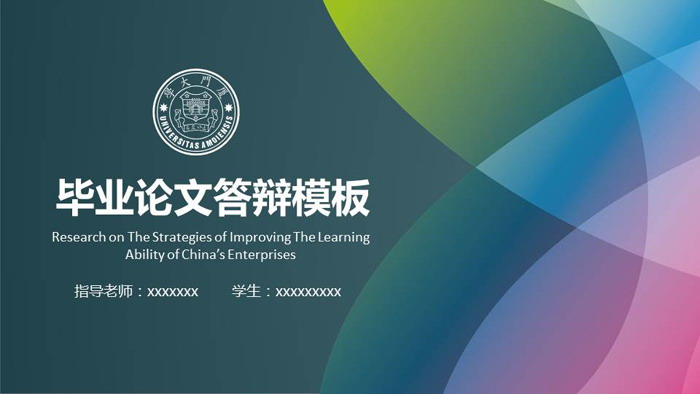 學大門厦
UNIVERSITAS AMOIENSIS
毕业论文答辩模板
Research on The Strategies of Improving The Learning
Ability of China's Enterprises
指导老师：xxxxxxx 学生：xxxxxxxxx